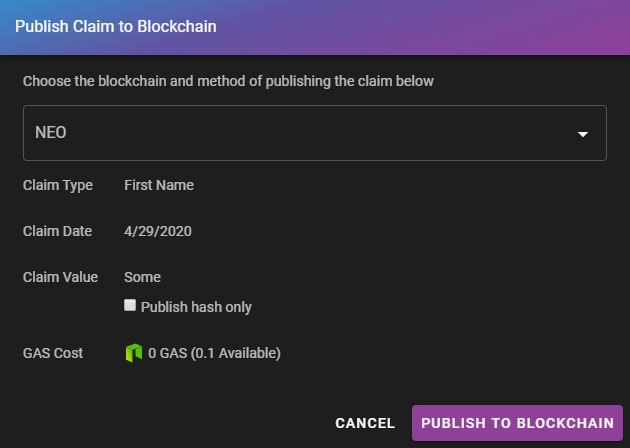 Publish Claim to Blockchain
Choose the blockchain and method of publishing the claim below
NEO
Claim Type First Name
Claim Date 4/29/2020
Claim Value Some
Publish hash only
GAS Cost 0 GAS (0.1 Available)
CANCEL PUBLISH TO BLOCKCHAIN